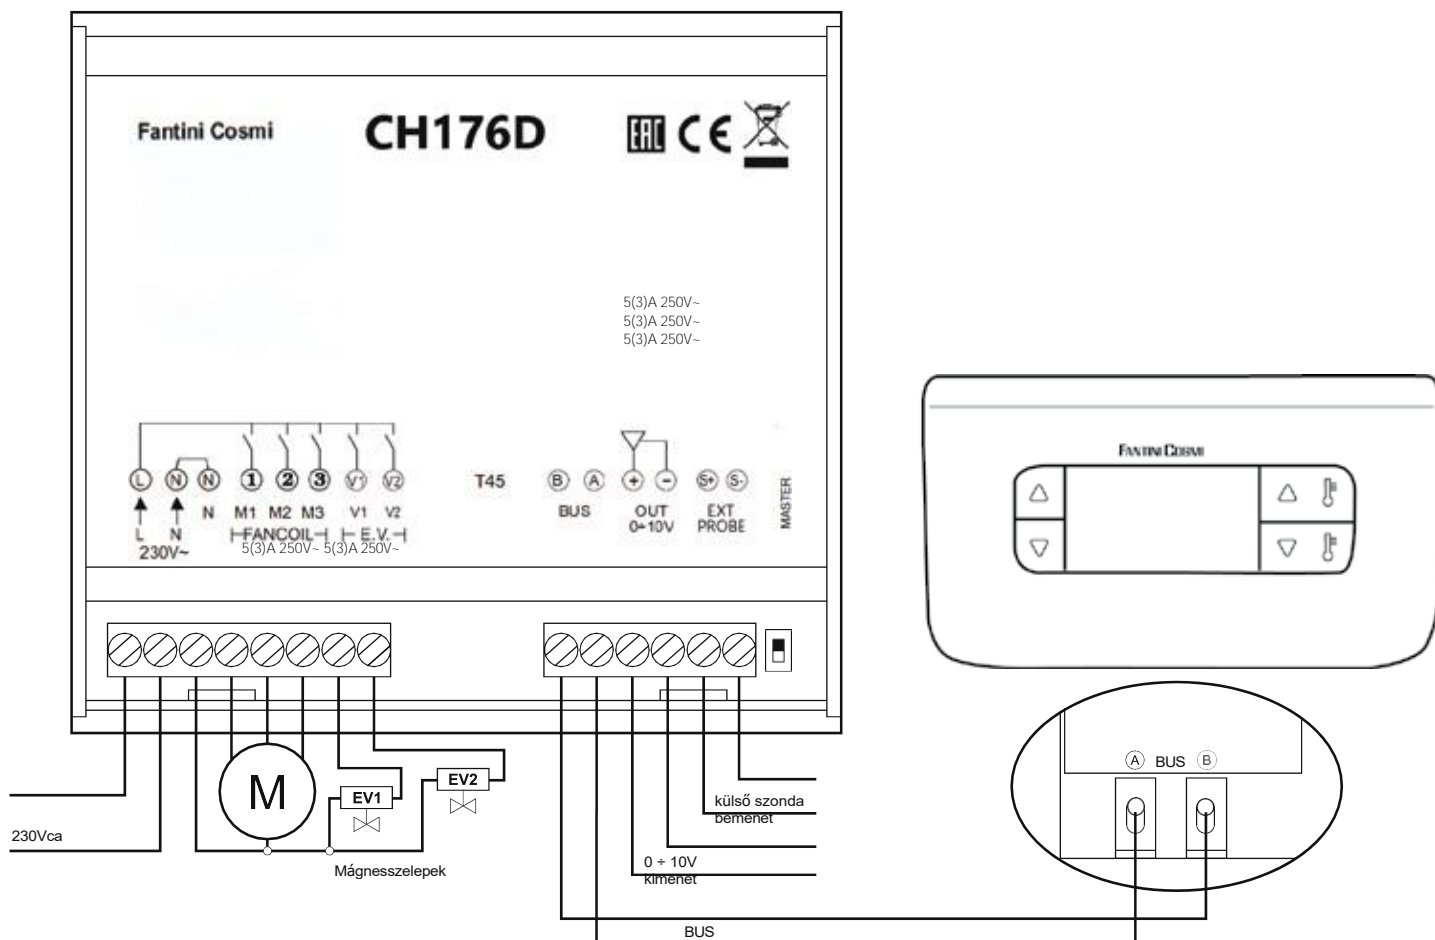 Fantini Cosmi
CH176D
EAC CE
5(3)A 250V~
5(3)A 250V~
5(3)A 250V~
L N N 1 2 3 V1 V2 T45 B A + − S+ S-
L N N M1 M2 M3 V1 V2 BUS OUT EXT MASTER
230V~ FANCOIL E.V. 0÷10V PROBE
5(3)A 250V~ 5(3)A 250V~
FANTINI COSMI
M
EV1
EV2
230Vca
Mágnesszelepek
külső szonda
bemenet
0 ÷ 10V
kimenet
BUS
A BUS B